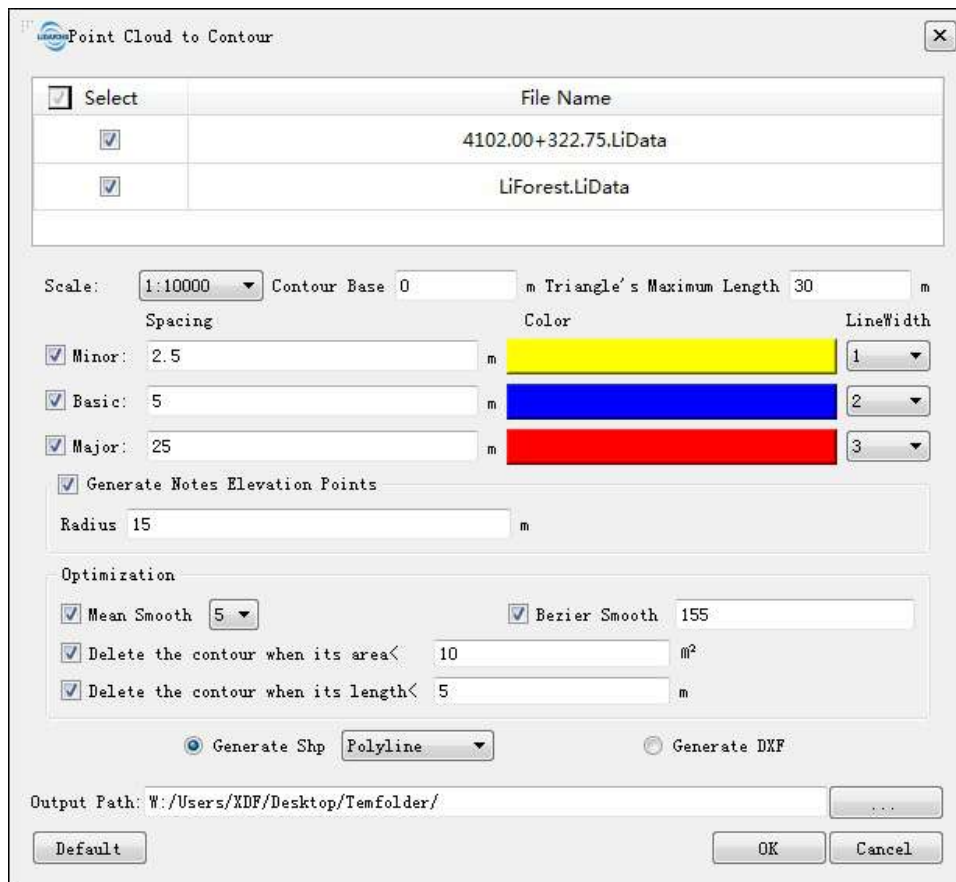 Point Cloud to Contour
Select File Name
4102.00+322.75.LiData
LiForest.LiData
Scale: 1:10000 Contour Base 0 m Triangle's Maximum Length 30 m
Spacing Color LineWidth
Minor: 2.5 m 1
Basic: 5 m 2
Major: 25 m 3
Generate Notes Elevation Points
Radius 15 m
Optimization
Mean Smooth 5 Bezier Smooth 155
Delete the contour when its area< 10 m²
Delete the contour when its length< 5 m
Generate Shp Polyline Generate DXF
Output Path: W:/Users/XDF/Desktop/Temfolder/ ...
Default OK Cancel